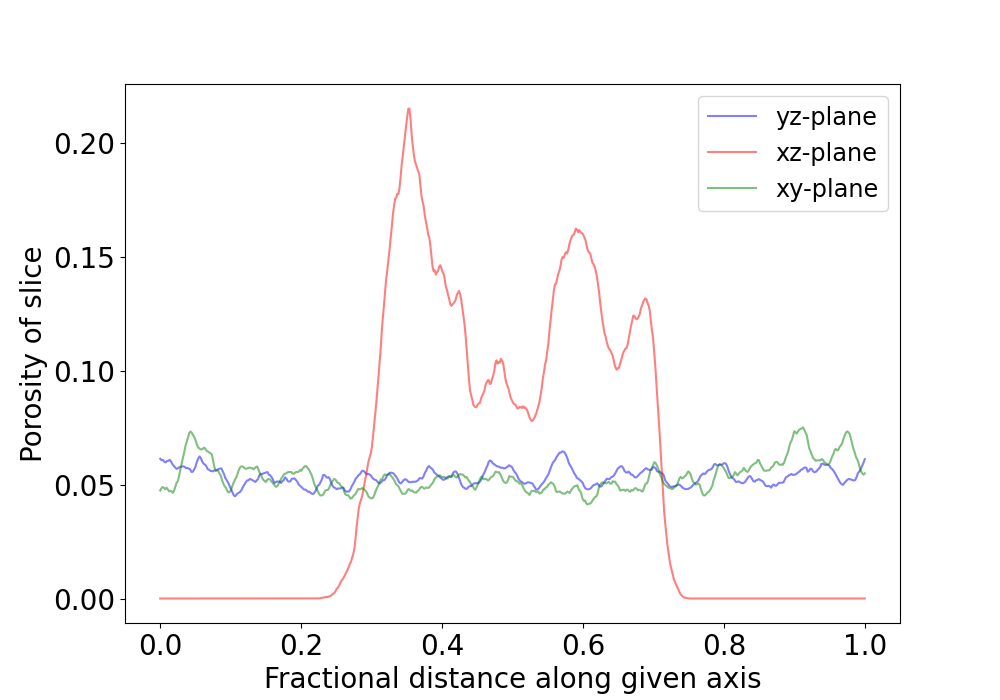 yz-plane
xz-plane
xy-plane
Porosity of slice
0.20
0.15
0.10
0.05
0.00
0.0 0.2 0.4 0.6 0.8 1.0
Fractional distance along given axis